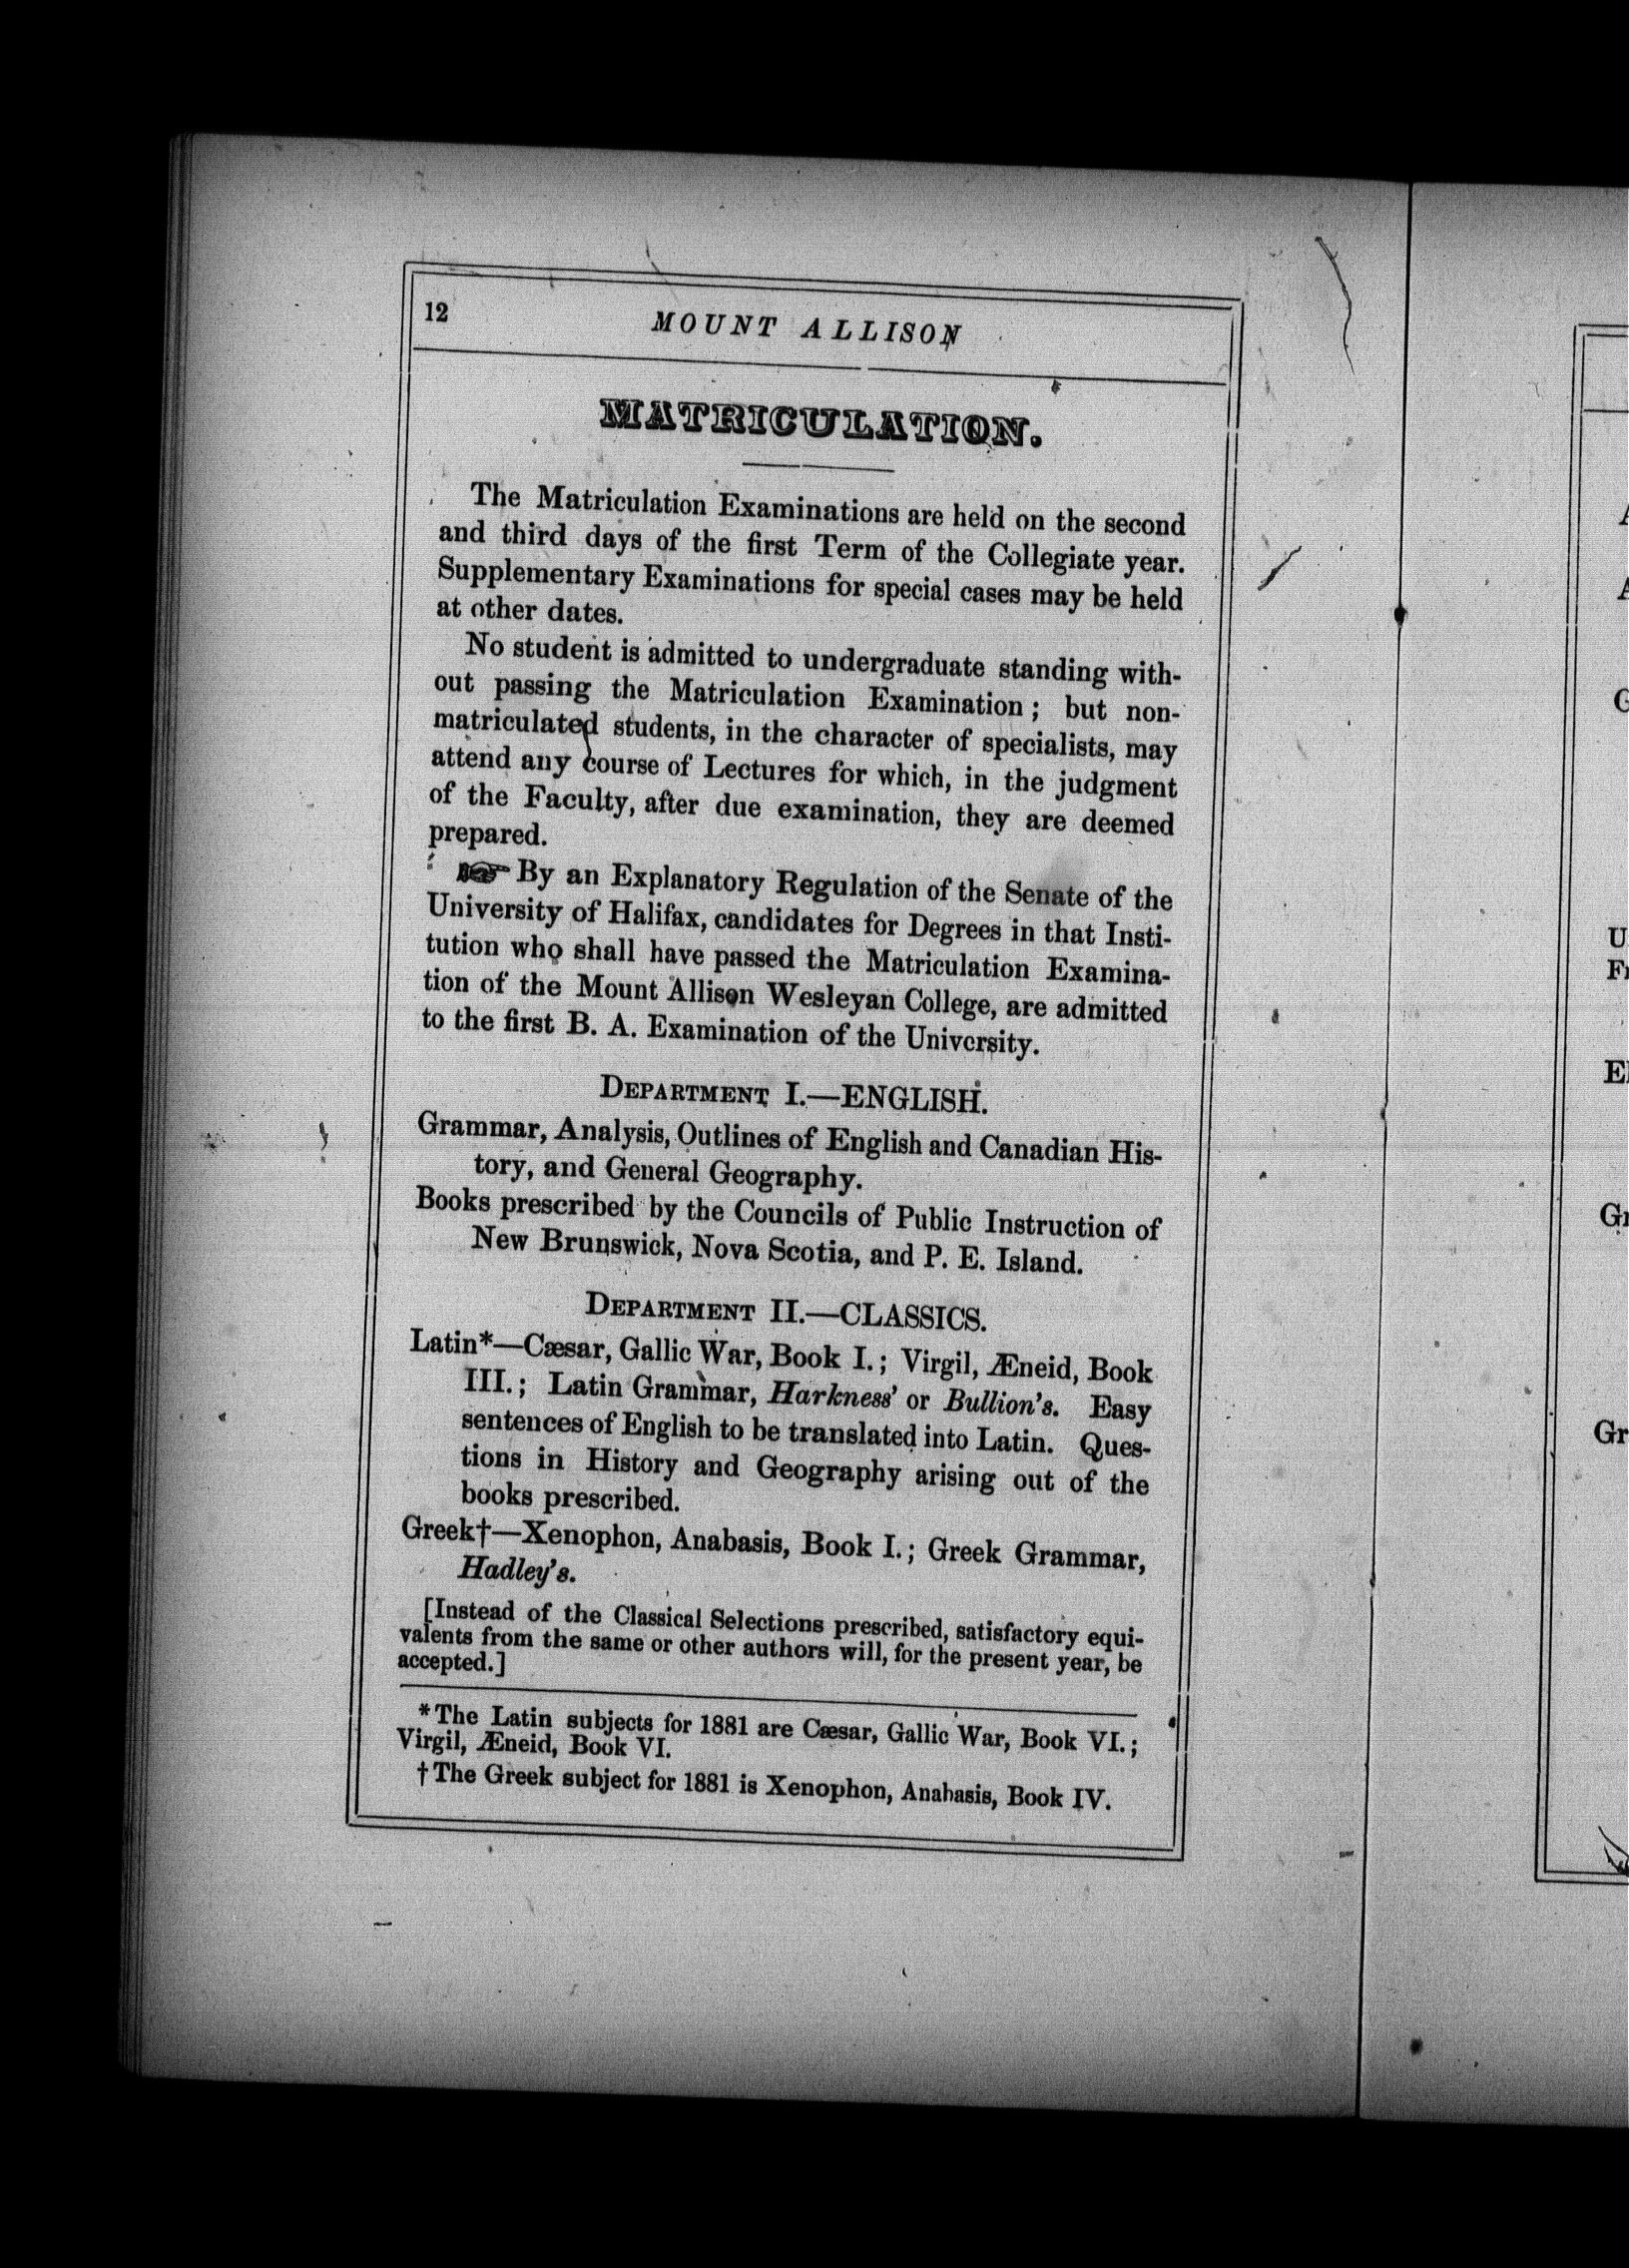 12
MOUNT ALLISON
MATRICULATION.
The Matriculation Examinations are held on the second
and third days of the first Term of the Collegiate year.
Supplementary Examinations for special cases may be held
at other dates.
No student is admitted to undergraduate standing with-
out passing the Matriculation Examination; but non-
matriculated students, in the character of specialists, may
attend any course of Lectures for which, in the judgment
of the Faculty, after due examination, they are deemed
prepared.
☞ By an Explanatory Regulation of the Senate of the
University of Halifax, candidates for Degrees in that Insti-
tution who shall have passed the Matriculation Examina-
tion of the Mount Allison Wesleyan College, are admitted
to the first B. A. Examination of the University.
DEPARTMENT I.—ENGLISH.
Grammar, Analysis, Outlines of English and Canadian His-
tory, and General Geography.
Books prescribed by the Councils of Public Instruction of
New Brunswick, Nova Scotia, and P. E. Island.
DEPARTMENT II.—CLASSICS.
Latin*—Cæsar, Gallic War, Book I.; Virgil, Æneid, Book
III.; Latin Grammar, Harkness' or Bullion's. Easy
sentences of English to be translated into Latin. Ques-
tions in History and Geography arising out of the
books prescribed.
Greek†—Xenophon, Anabasis, Book I.; Greek Grammar,
Hadley's.
[Instead of the Classical Selections prescribed, satisfactory equi-
valents from the same or other authors will, for the present year, be
accepted.]
*The Latin subjects for 1881 are Cæsar, Gallic War, Book VI.;
Virgil, Æneid, Book VI.
†The Greek subject for 1881 is Xenophon, Anabasis, Book IV.